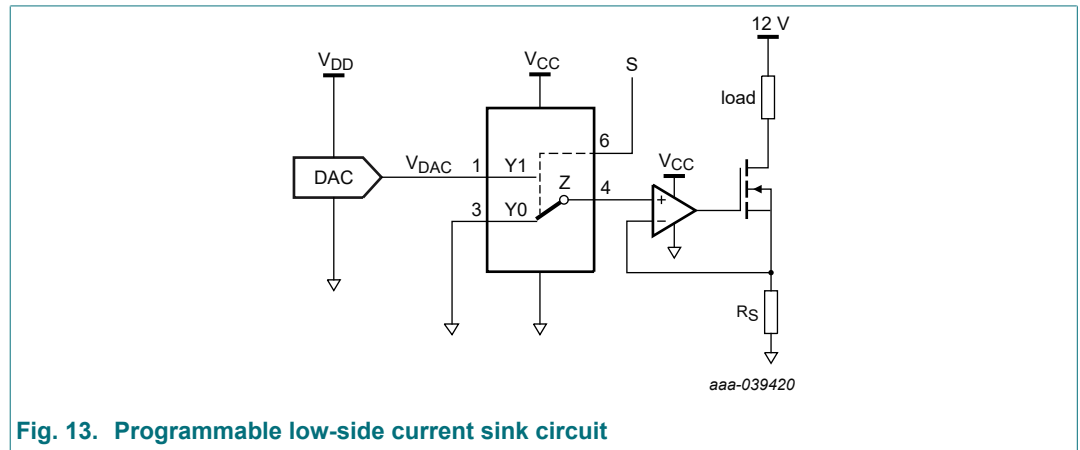 12 V
VDD
VCC
S
load
6
VDAC
1
Y1
VCC
DAC
Z
4
+
3
Y0
−
RS
aaa-039420
Fig. 13. Programmable low-side current sink circuit